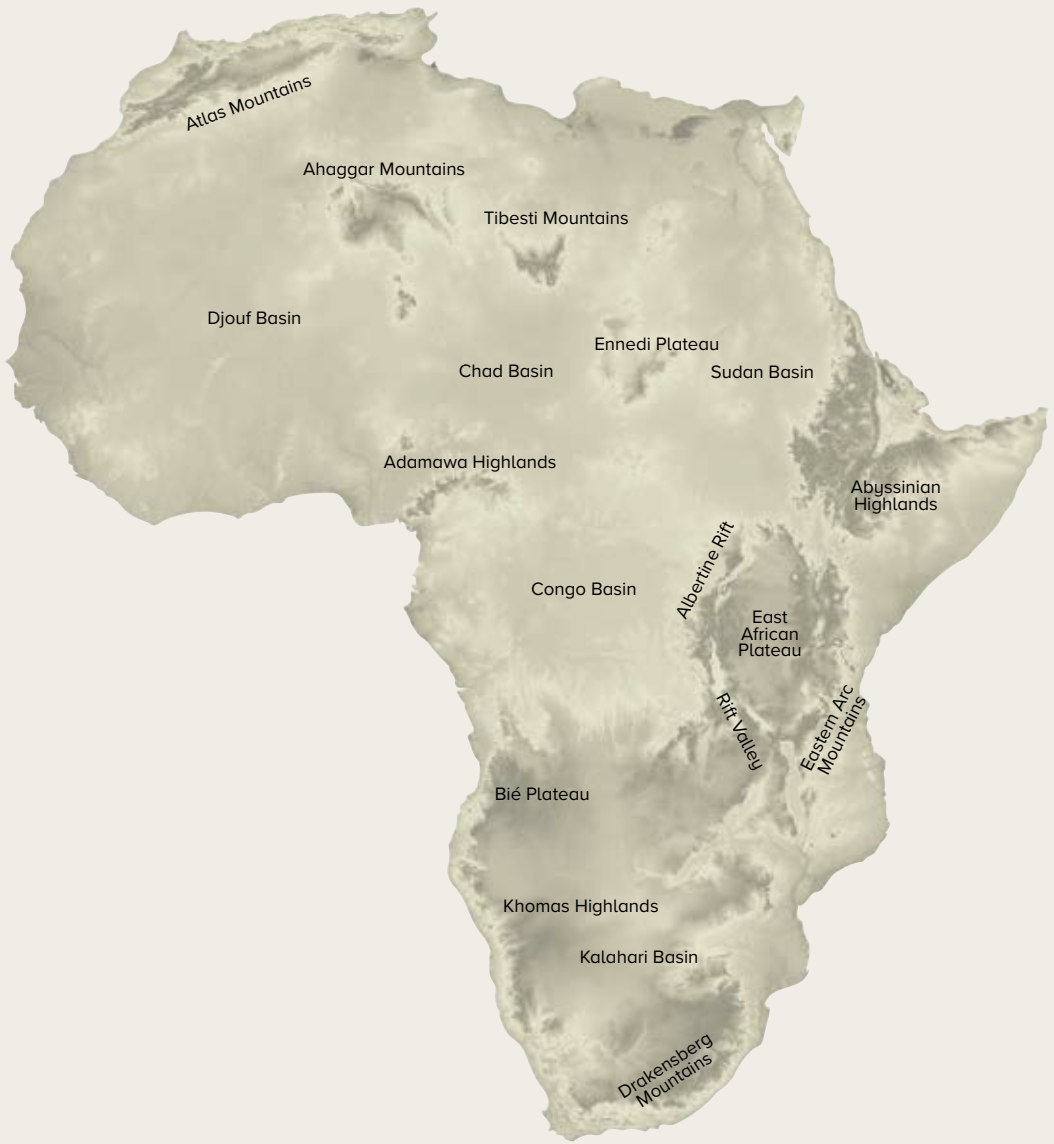 Atlas Mountains
Ahaggar Mountains
Tibesti Mountains
Djouf Basin
Ennedi Plateau
Chad Basin
Sudan Basin
Adamawa Highlands
Abyssinian
Highlands
Albertine Rift
Congo Basin
East
African
Plateau
Rift Valley
Eastern Arc
Mountains
Bié Plateau
Khomas Highlands
Kalahari Basin
Drakensberg
Mountains